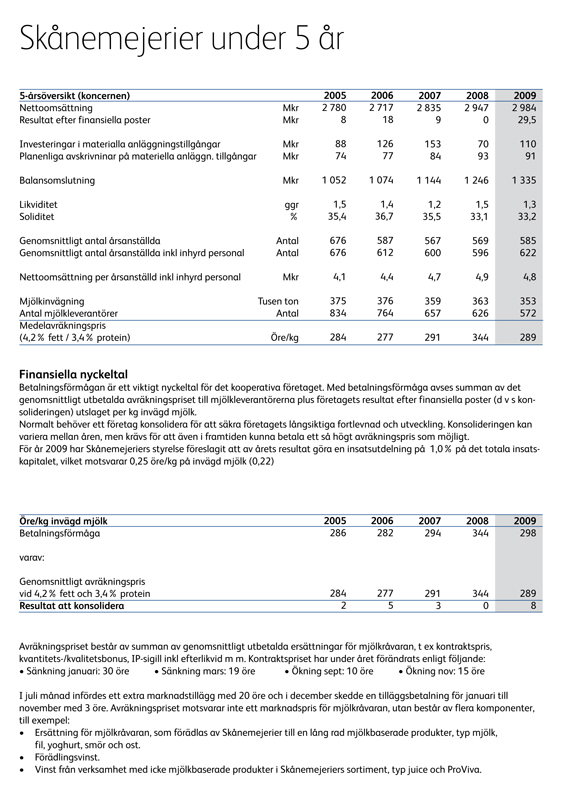 Skånemejerier under 5 år
5-årsöversikt (koncernen) 2005 2006 2007 2008 2009
Nettoomsättning Mkr 2 780 2 717 2 835 2 947 2 984
Resultat efter finansiella poster Mkr 8 18 9 0 29,5
Investeringar i materialla anläggningstillgångar Mkr 88 126 153 70 110
Planenliga avskrivninar på materiella anläggn. tillgångar Mkr 74 77 84 93 91
Balansomslutning Mkr 1 052 1 074 1 144 1 246 1 335
Likviditet ggr 1,5 1,4 1,2 1,5 1,3
Soliditet % 35,4 36,7 35,5 33,1 33,2
Genomsnittligt antal årsanställda Antal 676 587 567 569 585
Genomsnittligt antal årsanställda inkl inhyrd personal Antal 676 612 600 596 622
Nettoomsättning per årsanställd inkl inhyrd personal Mkr 4,1 4,4 4,7 4,9 4,8
Mjölkinvägning Tusen ton 375 376 359 363 353
Antal mjölkleverantörer Antal 834 764 657 626 572
Medelavräkningspris
(4,2 % fett / 3,4 % protein) Öre/kg 284 277 291 344 289
Finansiella nyckeltal
Betalningsförmågan är ett viktigt nyckeltal för det kooperativa företaget. Med betalningsförmåga avses summan av det
genomsnittligt utbetalda avräkningspriset till mjölkleverantörerna plus företagets resultat efter finansiella poster (d v s kon-
solideringen) utslaget per kg invägd mjölk.
Normalt behöver ett företag konsolidera för att säkra företagets långsiktiga fortlevnad och utveckling. Konsolideringen kan
variera mellan åren, men krävs för att även i framtiden kunna betala ett så högt avräkningspris som möjligt.
För år 2009 har Skånemejeriers styrelse föreslagit att av årets resultat göra en insatsutdelning på 1,0 % på det totala insats-
kapitalet, vilket motsvarar 0,25 öre/kg på invägd mjölk (0,22)
Öre/kg invägd mjölk 2005 2006 2007 2008 2009
Betalningsförmåga 286 282 294 344 298
varav:
Genomsnittligt avräkningspris
vid 4,2 % fett och 3,4 % protein 284 277 291 344 289
Resultat att konsolidera 2 5 3 0 8
Avräkningspriset består av summan av genomsnittligt utbetalda ersättningar för mjölkråvaran, t ex kontraktspris,
kvantitets-/kvalitetsbonus, IP-sigill inkl efterlikvid m m. Kontraktspriset har under året förändrats enligt följande:
• Sänkning januari: 30 öre • Sänkning mars: 19 öre • Ökning sept: 10 öre • Ökning nov: 15 öre
I juli månad infördes ett extra marknadstillägg med 20 öre och i december skedde en tilläggsbetalning för januari till
november med 3 öre. Avräkningspriset motsvarar inte ett marknadspris för mjölkråvaran, utan består av flera komponenter,
till exempel:
• Ersättning för mjölkråvaran, som förädlas av Skånemejerier till en lång rad mjölkbaserade produkter, typ mjölk,
fil, yoghurt, smör och ost.
• Förädlingsvinst.
• Vinst från verksamhet med icke mjölkbaserade produkter i Skånemejeriers sortiment, typ juice och ProViva.